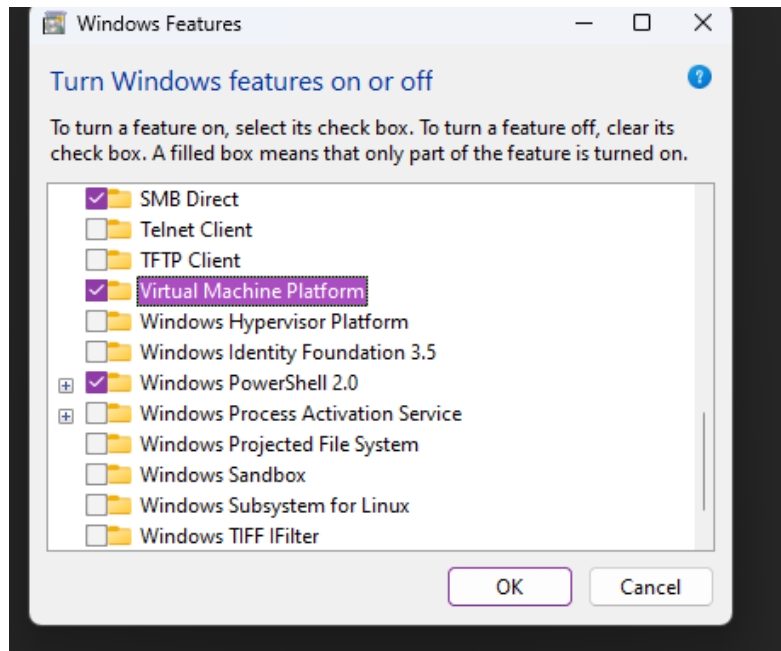 Windows Features
Turn Windows features on or off
To turn a feature on, select its check box. To turn a feature off, clear its
check box. A filled box means that only part of the feature is turned on.
SMB Direct
Telnet Client
TFTP Client
Virtual Machine Platform
Windows Hypervisor Platform
Windows Identity Foundation 3.5
Windows PowerShell 2.0
Windows Process Activation Service
Windows Projected File System
Windows Sandbox
Windows Subsystem for Linux
Windows TIFF IFilter
OK
Cancel